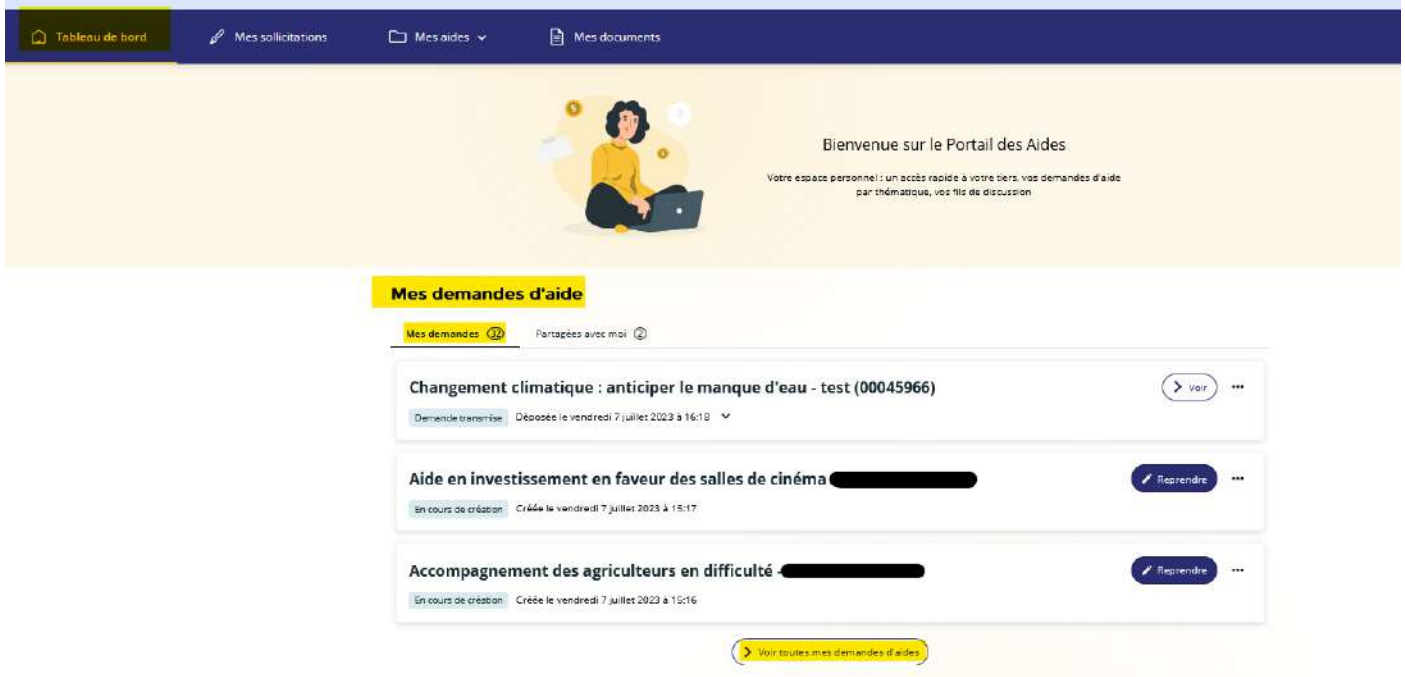 Tableau de bord
Mes sollicitations
Mes aides
Mes documents
Bienvenue sur le Portail des Aides
Votre espace personnel : un accès rapide à votre tiers, vos demandes d'aide
par thématique, vos fils de discussion
Mes demandes d'aide
Mes demandes 32
Partagées avec moi 2
Changement climatique : anticiper le manque d'eau - test (00045966)
Voir
Demande transmise Déposée le vendredi 7 juillet 2023 à 16:18
Aide en investissement en faveur des salles de cinéma
Reprendre
En cours de création Créée le vendredi 7 juillet 2023 à 15:17
Accompagnement des agriculteurs en difficulté -
Reprendre
En cours de création Créée le vendredi 7 juillet 2023 à 15:16
Voir toutes mes demandes d'aides